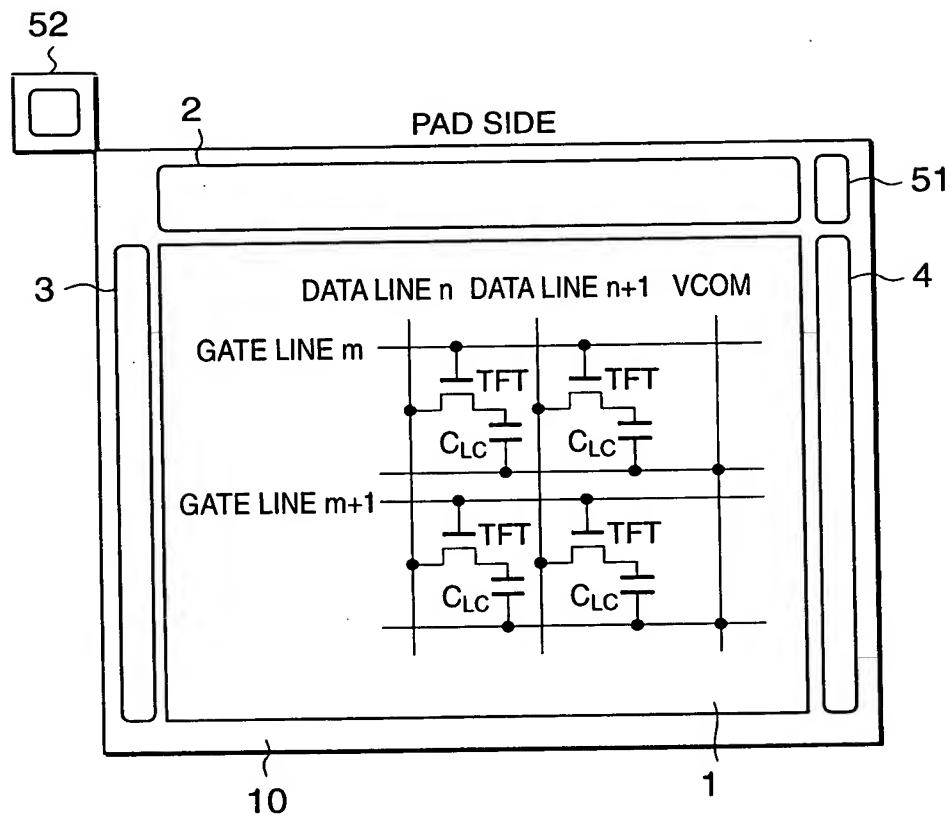 52
2
PAD SIDE
51
3
4
DATA LINE n DATA LINE n+1 VCOM
GATE LINE m
TFT TFT
CLC CLC
GATE LINE m+1
TFT TFT
CLC CLC
10
1